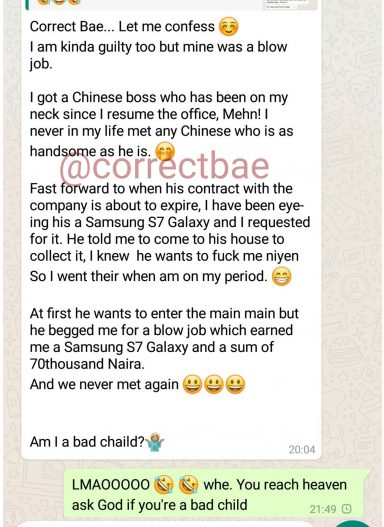 Correct Bae... Let me confess 😊
I am kinda guilty too but mine was a blow
job.
I got a Chinese boss who has been on my
neck since I resume the office, Mehn! I
never in my life met any Chinese who is as
handsome as he is. 🤭
@correctbae
Fast forward to when his contract with the
company is about to expire, I have been eye-
ing his a Samsung S7 Galaxy and I requested
for it. He told me to come to his house to
collect it, I knew he wants to fuck me niyen
So I went their when am on my period. 😁
At first he wants to enter the main main but
he begged me for a blow job which earned
me a Samsung S7 Galaxy and a sum of
70thousand Naira.
And we never met again 😃😃😃
Am I a bad chaild?🤷
20:04
LMAOOOOO 🤣 🤣 whe. You reach heaven
ask God if you're a bad child
21:49